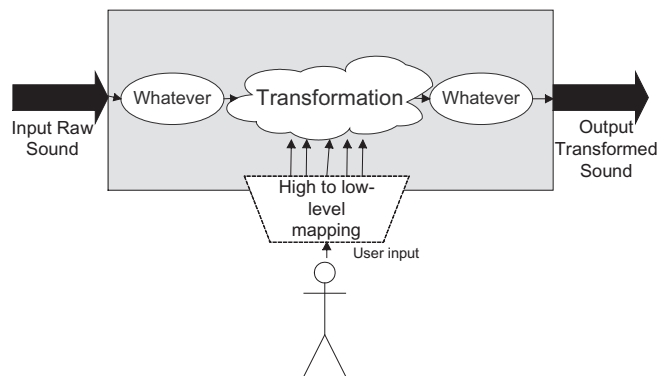 Whatever
Transformation
Whatever
Input Raw
Sound
Output
Transformed
Sound
High to low-
level
mapping
User input